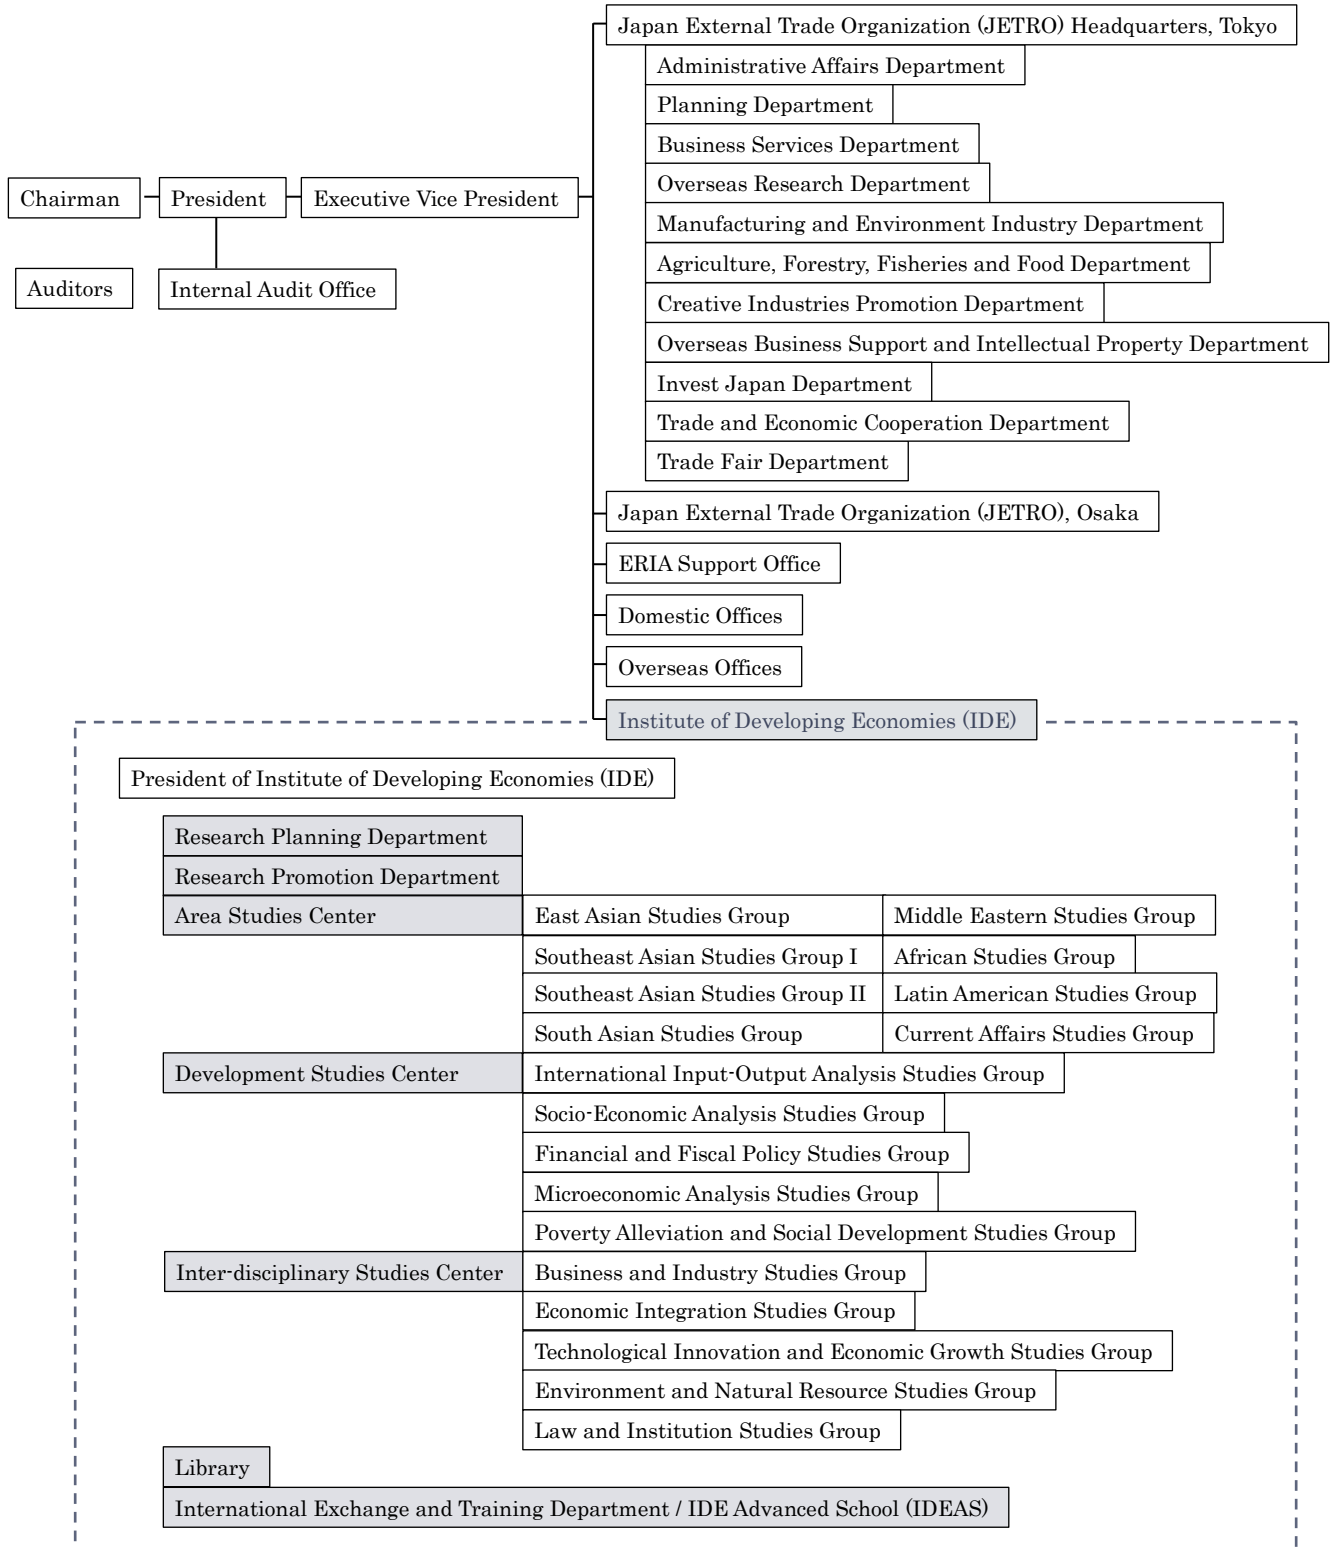 Japan External Trade Organization (JETRO) Headquarters, Tokyo
Administrative Affairs Department
Planning Department
Business Services Department
Overseas Research Department
Chairman
President
Executive Vice President
Manufacturing and Environment Industry Department
Agriculture, Forestry, Fisheries and Food Department
Auditors
Internal Audit Office
Creative Industries Promotion Department
Overseas Business Support and Intellectual Property Department
Invest Japan Department
Trade and Economic Cooperation Department
Trade Fair Department
Japan External Trade Organization (JETRO), Osaka
ERIA Support Office
Domestic Offices
Overseas Offices
Institute of Developing Economies (IDE)
President of Institute of Developing Economies (IDE)
Research Planning Department
Research Promotion Department
Area Studies Center
East Asian Studies Group
Middle Eastern Studies Group
Southeast Asian Studies Group I
African Studies Group
Southeast Asian Studies Group II
Latin American Studies Group
South Asian Studies Group
Current Affairs Studies Group
Development Studies Center
International Input-Output Analysis Studies Group
Socio-Economic Analysis Studies Group
Financial and Fiscal Policy Studies Group
Microeconomic Analysis Studies Group
Poverty Alleviation and Social Development Studies Group
Inter-disciplinary Studies Center
Business and Industry Studies Group
Economic Integration Studies Group
Technological Innovation and Economic Growth Studies Group
Environment and Natural Resource Studies Group
Law and Institution Studies Group
Library
International Exchange and Training Department / IDE Advanced School (IDEAS)